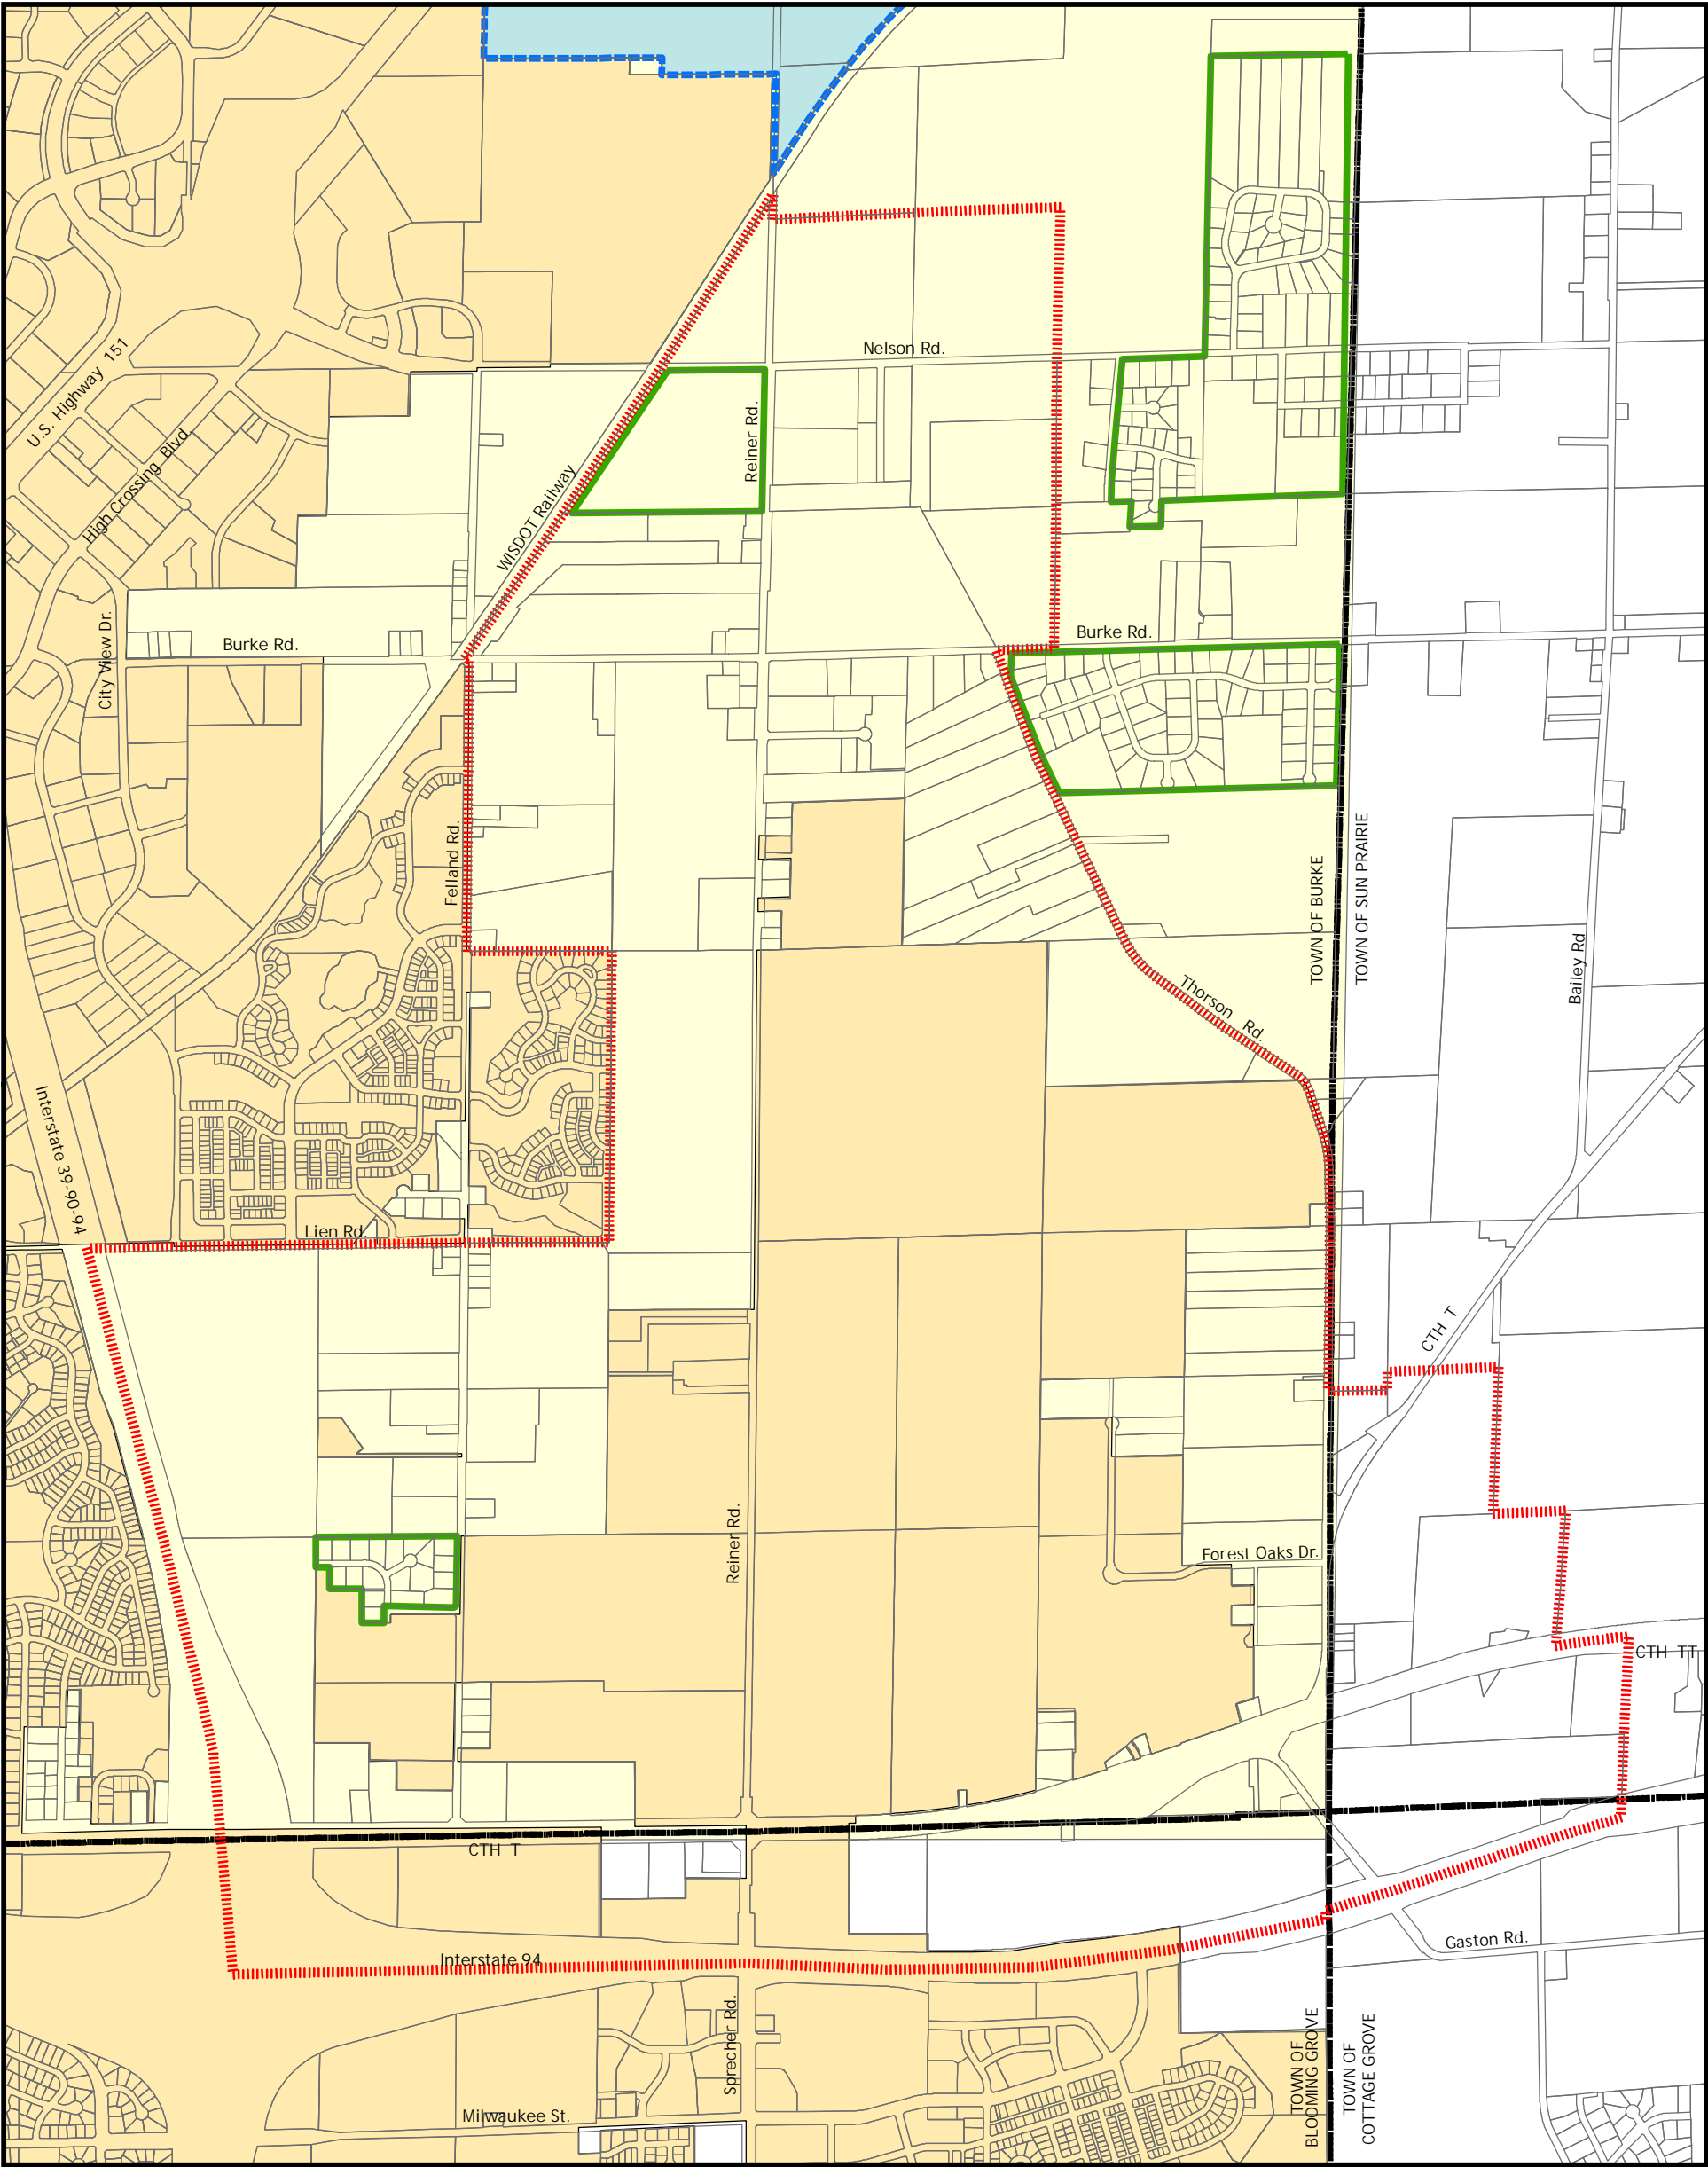 Nelson Rd.
U.S. Highway 151
Reiner Rd.
High Crossing Blvd.
WISDOT Railway
Burke Rd.
Burke Rd.
City View Dr.
Felland Rd.
TOWN OF BURKE
TOWN OF SUN PRAIRIE
Bailey Rd
Thorson Rd.
Interstate 39-90-94
Lien Rd.
CTH T
Reiner Rd.
Forest Oaks Dr.
CTH TT
CTH T
Gaston Rd.
Interstate 94
Sprecher Rd.
TOWN OF
BLOOMING GROVE
TOWN OF
COTTAGE GROVE
Milwaukee St.